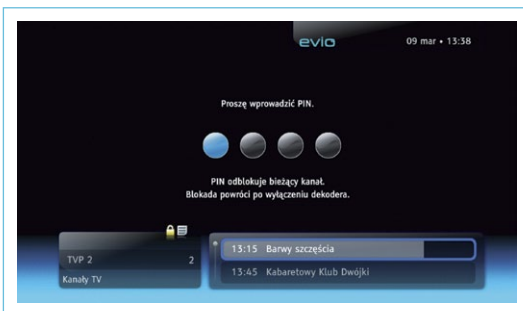 evio
09 mar • 13:38
Proszę wprowadzić PIN.
PIN odblokuje bieżący kanał.
Blokada powróci po wyłączeniu dekodera.
TVP 2 2
Kanały TV
13:15 Barwy szczęścia
13:45 Kabaretowy Klub Dwójki